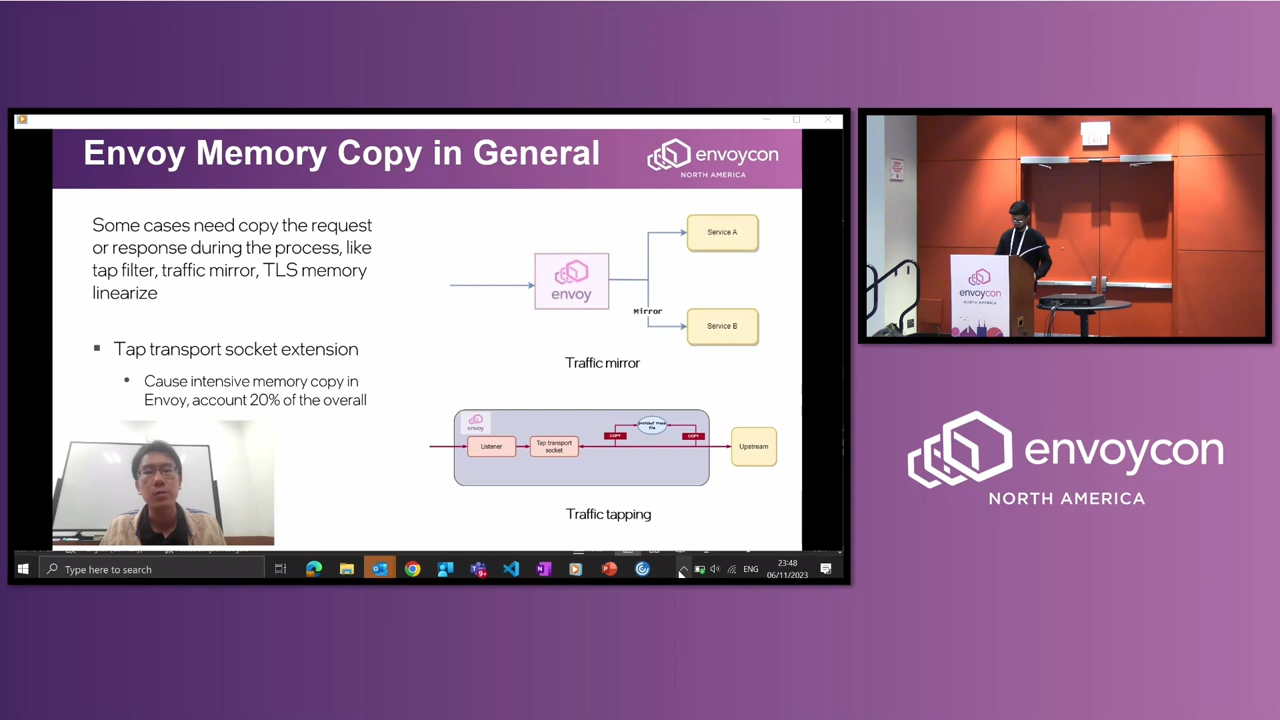 Envoy Memory Copy in General
envoycon
NORTH AMERICA
Some cases need copy the request
or response during the process, like
tap filter, traffic mirror, TLS memory
linearize
Tap transport socket extension
Cause intensive memory copy in
Envoy, account 20% of the overall
envoy
Service A
Mirror
Service B
Traffic mirror
envoy
Listener
Tap transport
socket
COPY
COPY
Upstream
Traffic tapping
Type here to search
ENG
23:48
06/11/2023
envoycon
NORTH AMERICA
envoycon
NORTH AMERICA